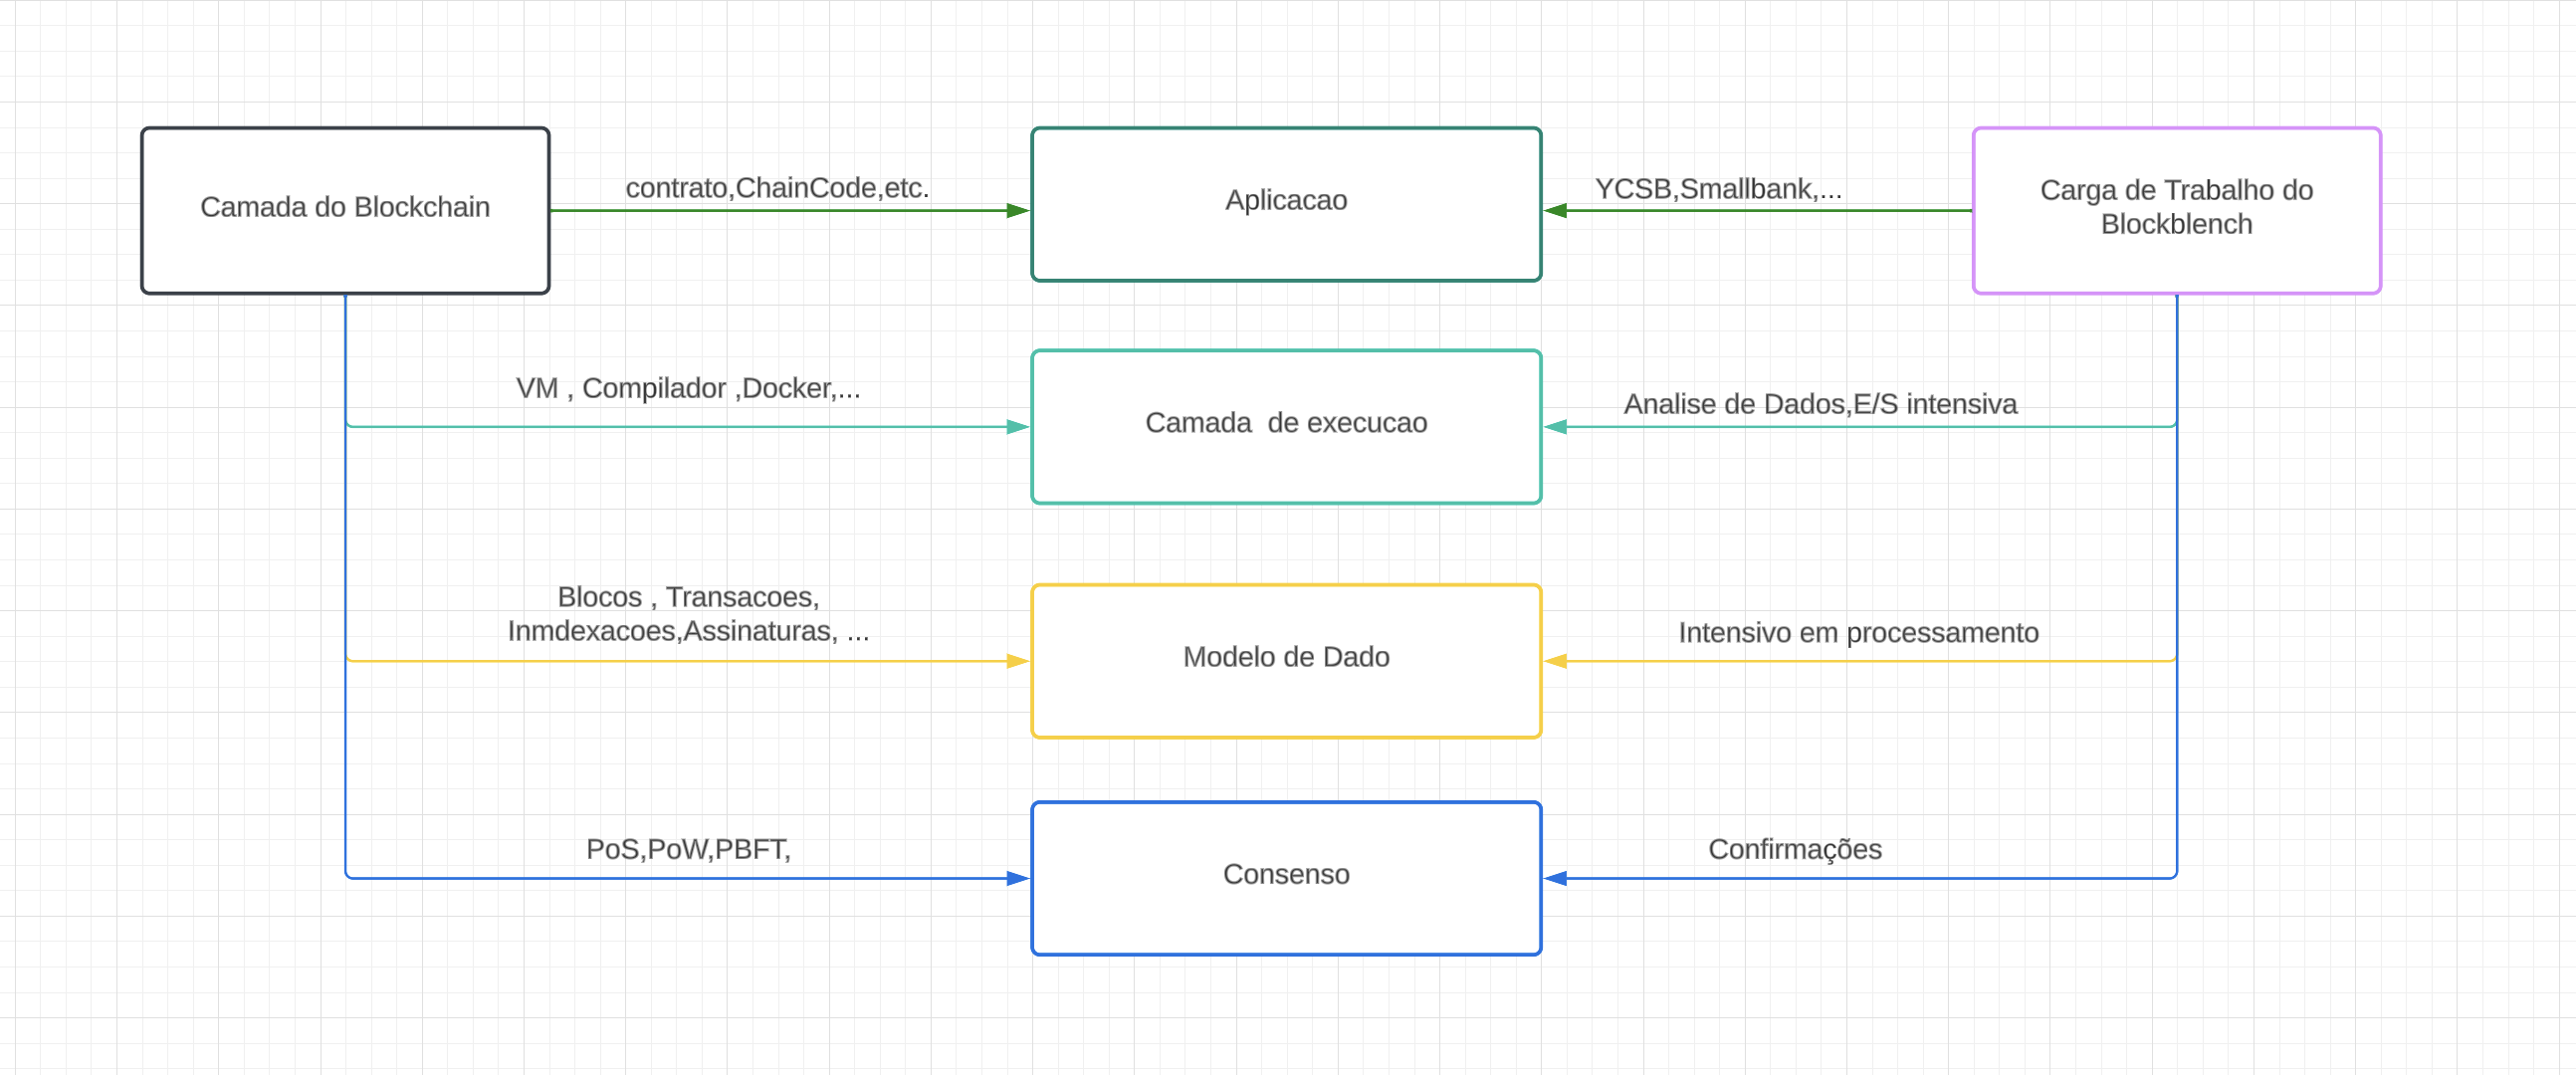 Camada do Blockchain
contrato,ChainCode,etc.
Aplicacao
YCSB,Smallbank,...
Carga de Trabalho do
Blockblench
VM , Compilador ,Docker,...
Camada  de execucao
Analise de Dados,E/S intensiva
Blocos , Transacoes,
Inmdexacoes,Assinaturas, ...
Modelo de Dado
Intensivo em processamento
PoS,PoW,PBFT,
Consenso
Confirmações